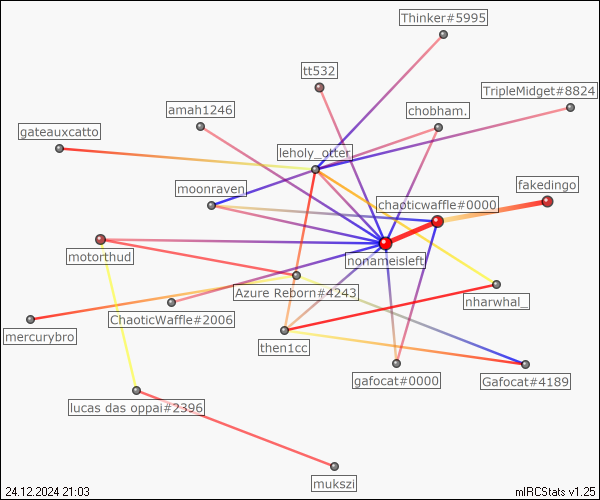 Thinker#5995
tt532
TripleMidget#8824
amah1246
chobham.
gateauxcatto
leholy_otter
moonraven
fakedingo
chaoticwaffle#0000
motorthud
nonameisleft
Azure Reborn#4243
nharwhal_
ChaoticWaffle#2006
mercurybro
then1cc
gafocat#0000
Gafocat#4189
lucas das oppai#2396
mukszi
24.12.2024 21:03
mIRCStats v1.25